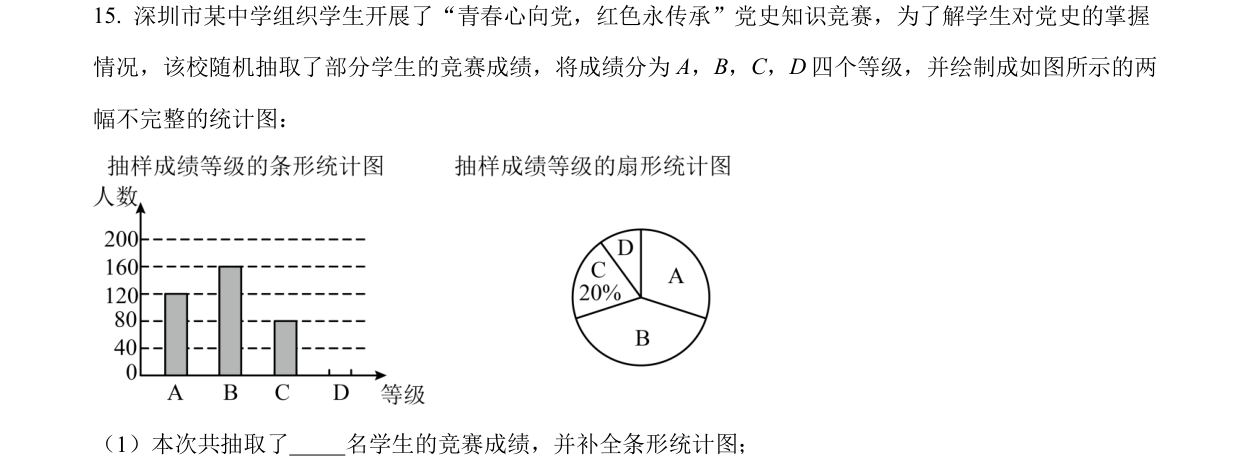 15. 深圳市某中学组织学生开展了“青春心向党，红色永传承”党史知识竞赛，为了解学生对党史的掌握
情况，该校随机抽取了部分学生的竞赛成绩，将成绩分为 A，B，C，D 四个等级，并绘制成如图所示的两
幅不完整的统计图：
抽样成绩等级的条形统计图
人数
200
160
120
80
40
0
A B C D 等级
抽样成绩等级的扇形统计图
D
C
20%
A
B
（1）本次共抽取了_____名学生的竞赛成绩，并补全条形统计图；